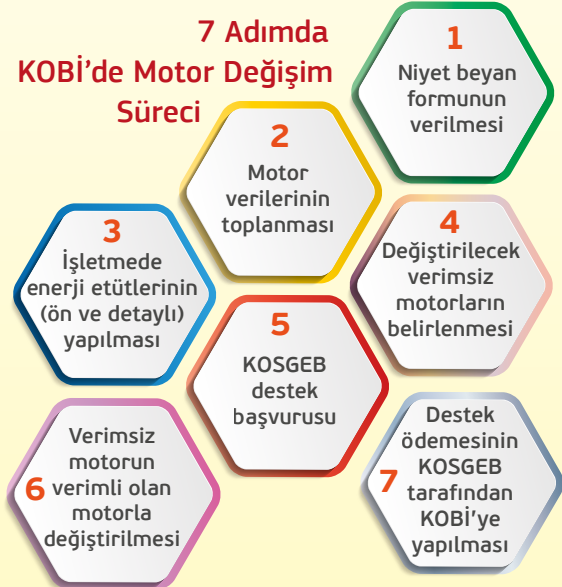 7 Adımda
KOBİ’de Motor Değişim
Süreci
1
Niyet beyan
formunun
verilmesi
2
Motor
verilerinin
toplanması
3
İşletmede
enerji etütlerinin
(ön ve detaylı)
yapılması
4
Değiştirilecek
verimsiz
motorların
belirlenmesi
5
KOSGEB
destek
başvurusu
Verimsiz
motorun
6 verimli olan
motorla
değiştirilmesi
Destek
ödemesinin
KOSGEB
7 tarafından
KOBİ’ye
yapılması